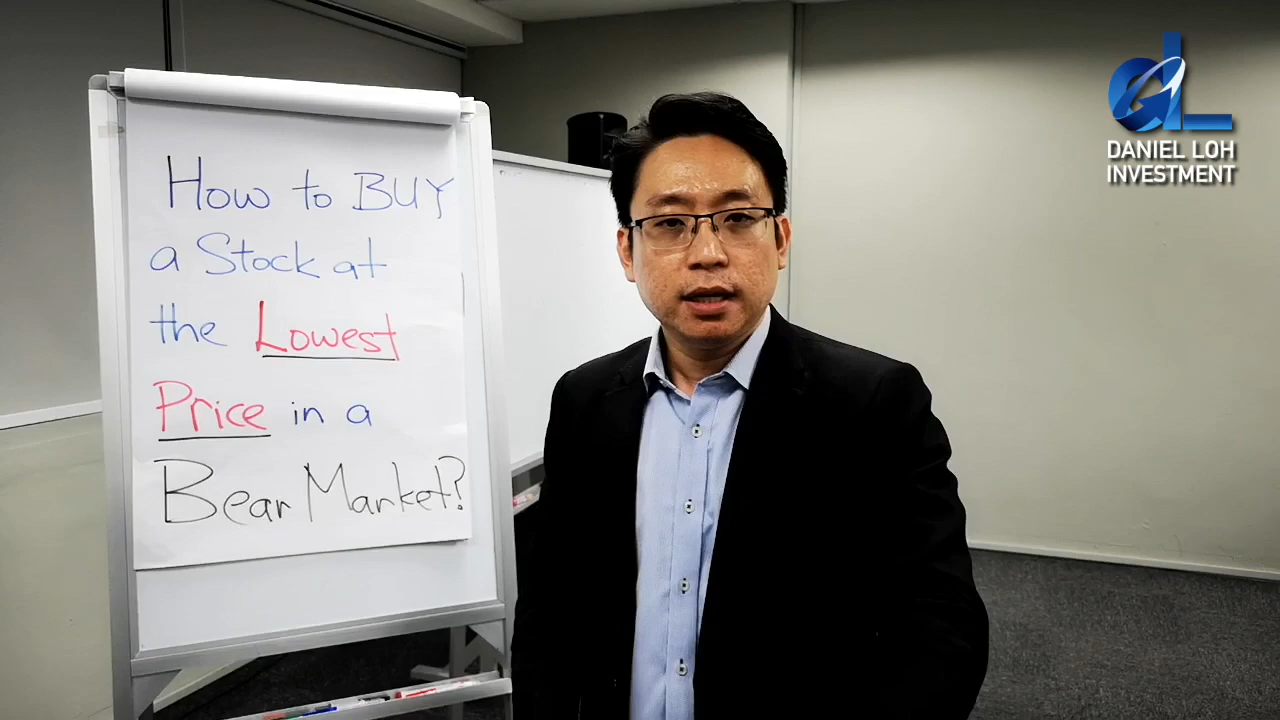 How to BUY
a Stock at
the Lowest
Price in a
Bear Market?
DANIEL LOH
INVESTMENT